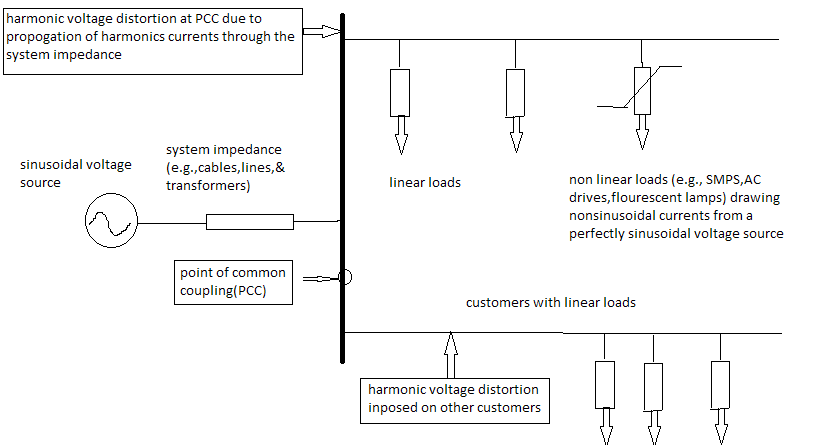 harmonic voltage distortion at PCC due to
propogation of harmonics currents through the
system impedance
system impedance
(e.g.,cables,lines,&
transformers)
sinusoidal voltage
source
linear loads
non linear loads (e.g., SMPS,AC
drives,flourescent lamps) drawing
nonsinusoidal currents from a
perfectly sinusoidal voltage source
point of common
coupling(PCC)
customers with linear loads
harmonic voltage distortion
inposed on other customers